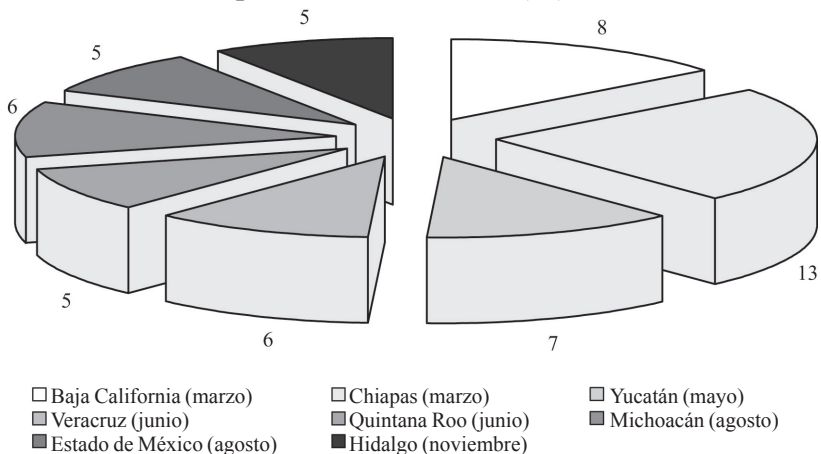 5
8
5
6
13
5
6
7
Baja California (marzo) Chiapas (marzo) Yucatán (mayo)
Veracruz (junio) Quintana Roo (junio) Michoacán (agosto)
Estado de México (agosto) Hidalgo (noviembre)